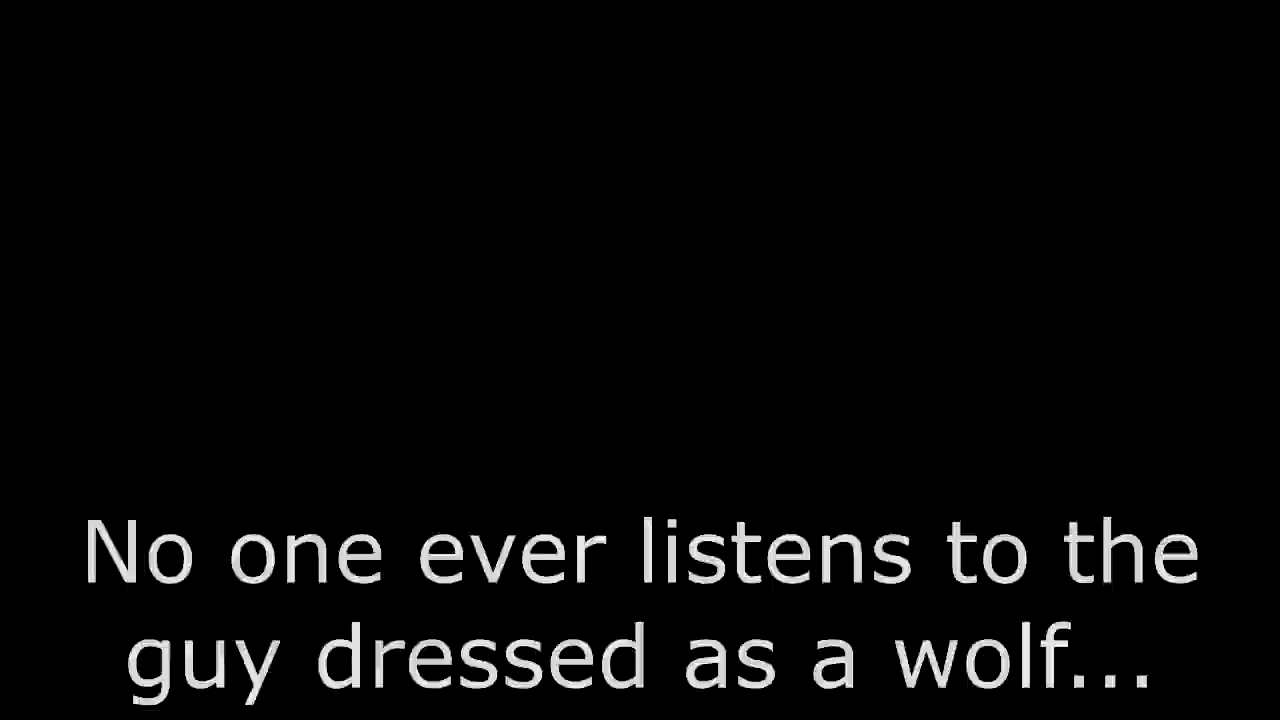 No one ever listens to the
guy dressed as a wolf...